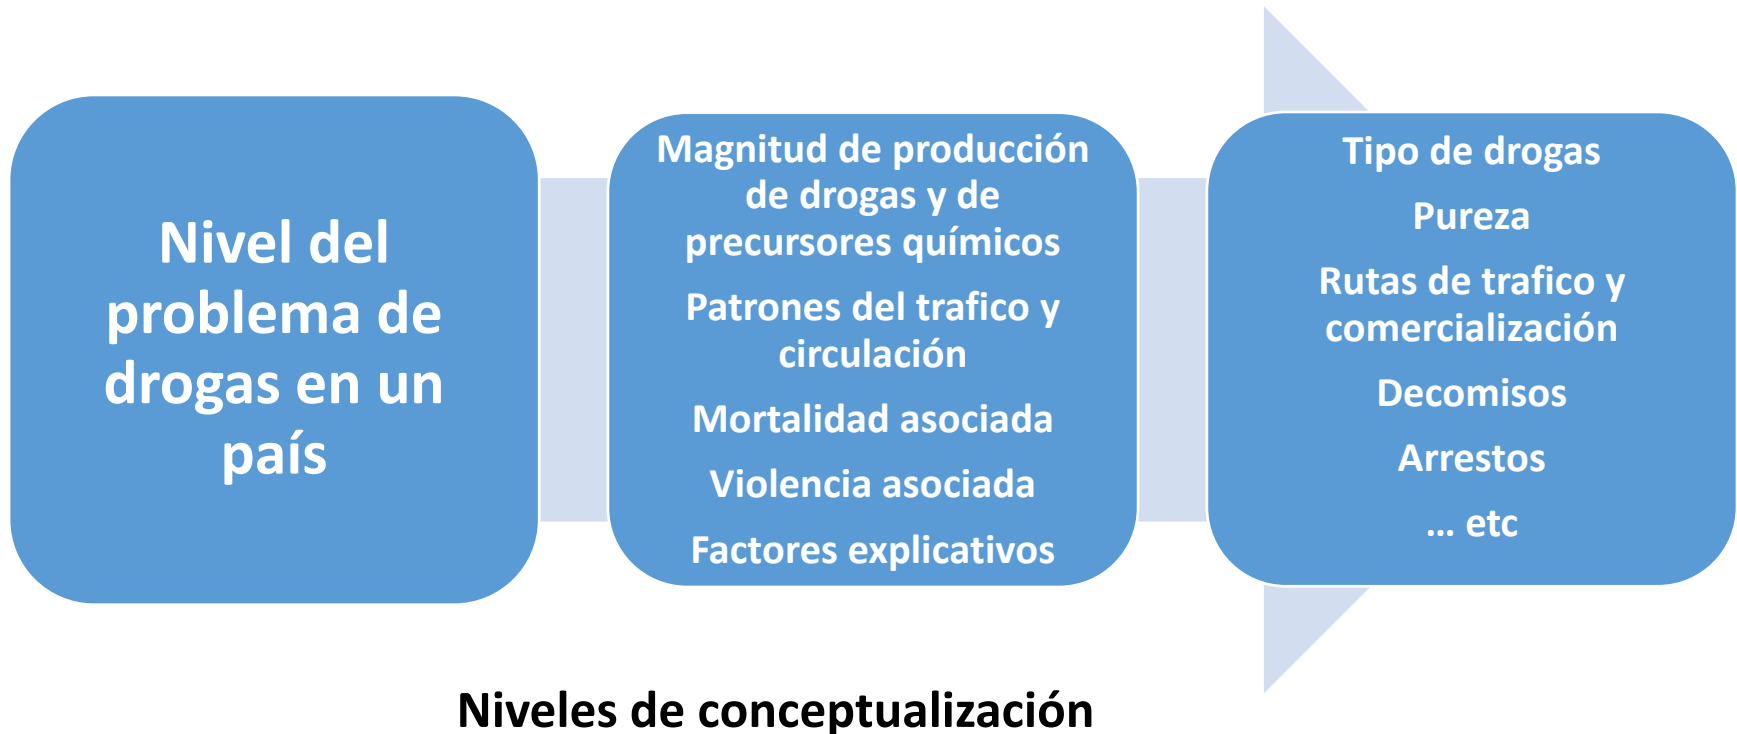 Nivel del
problema de
drogas en un
país
Magnitud de producción
de drogas y de
precursores químicos
Patrones del trafico y
circulación
Mortalidad asociada
Violencia asociada
Factores explicativos
Tipo de drogas
Pureza
Rutas de trafico y
comercialización
Decomisos
Arrestos
... etc
Niveles de conceptualización